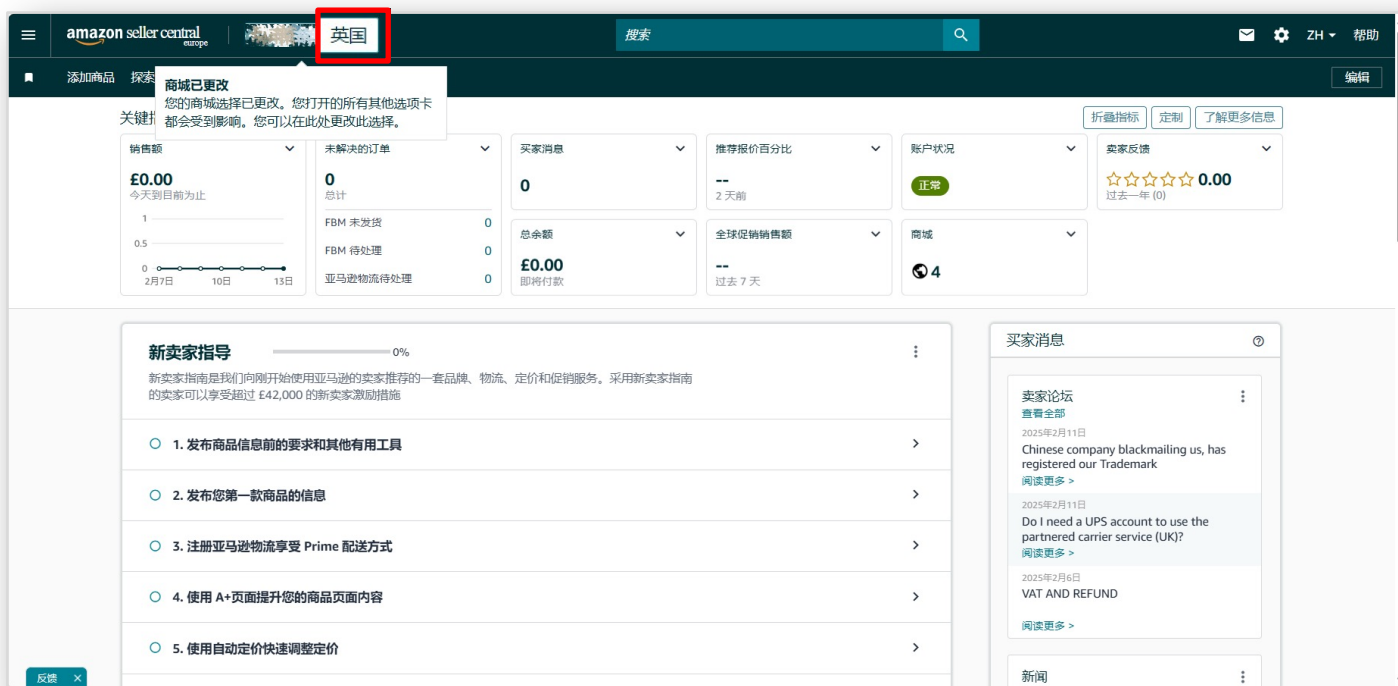 amazon seller central
europe
英国
搜索
ZH
帮助
添加商品 探索
编辑
商城已更改
您的商城选择已更改。您打开的所有其他选项卡
都会受到影响。您可以在此处更改此选择。
关键
折叠指标
定制
了解更多信息
销售额
£0.00
今天到目前为止
1
0.5
0
2月7日 10日 13日
未解决的订单
0
总计
FBM 未发货 0
FBM 待处理 0
亚马逊物流待处理 0
买家消息
0
推荐报价百分比
--
2 天前
账户状况
正常
卖家反馈
0.00
过去一年 (0)
总余额
£0.00
即将付款
全球促销销售额
--
过去 7 天
商城
4
新卖家指导 0%
新卖家指南是我们向刚开始使用亚马逊的卖家推荐的一套品牌、物流、定价和促销服务。采用新卖家指南
的卖家可以享受超过 £42,000 的新卖家激励措施
1. 发布商品信息前的要求和其他有用工具
2. 发布您第一款商品的信息
3. 注册亚马逊物流享受 Prime 配送方式
4. 使用 A+页面提升您的商品页面内容
5. 使用自动定价快速调整定价
买家消息
卖家论坛
查看全部
2025年2月11日
Chinese company blackmailing us, has
registered our Trademark
阅读更多 >
2025年2月11日
Do I need a UPS account to use the
partnered carrier service (UK)?
阅读更多 >
2025年2月6日
VAT AND REFUND
阅读更多 >
新闻
反馈 ×